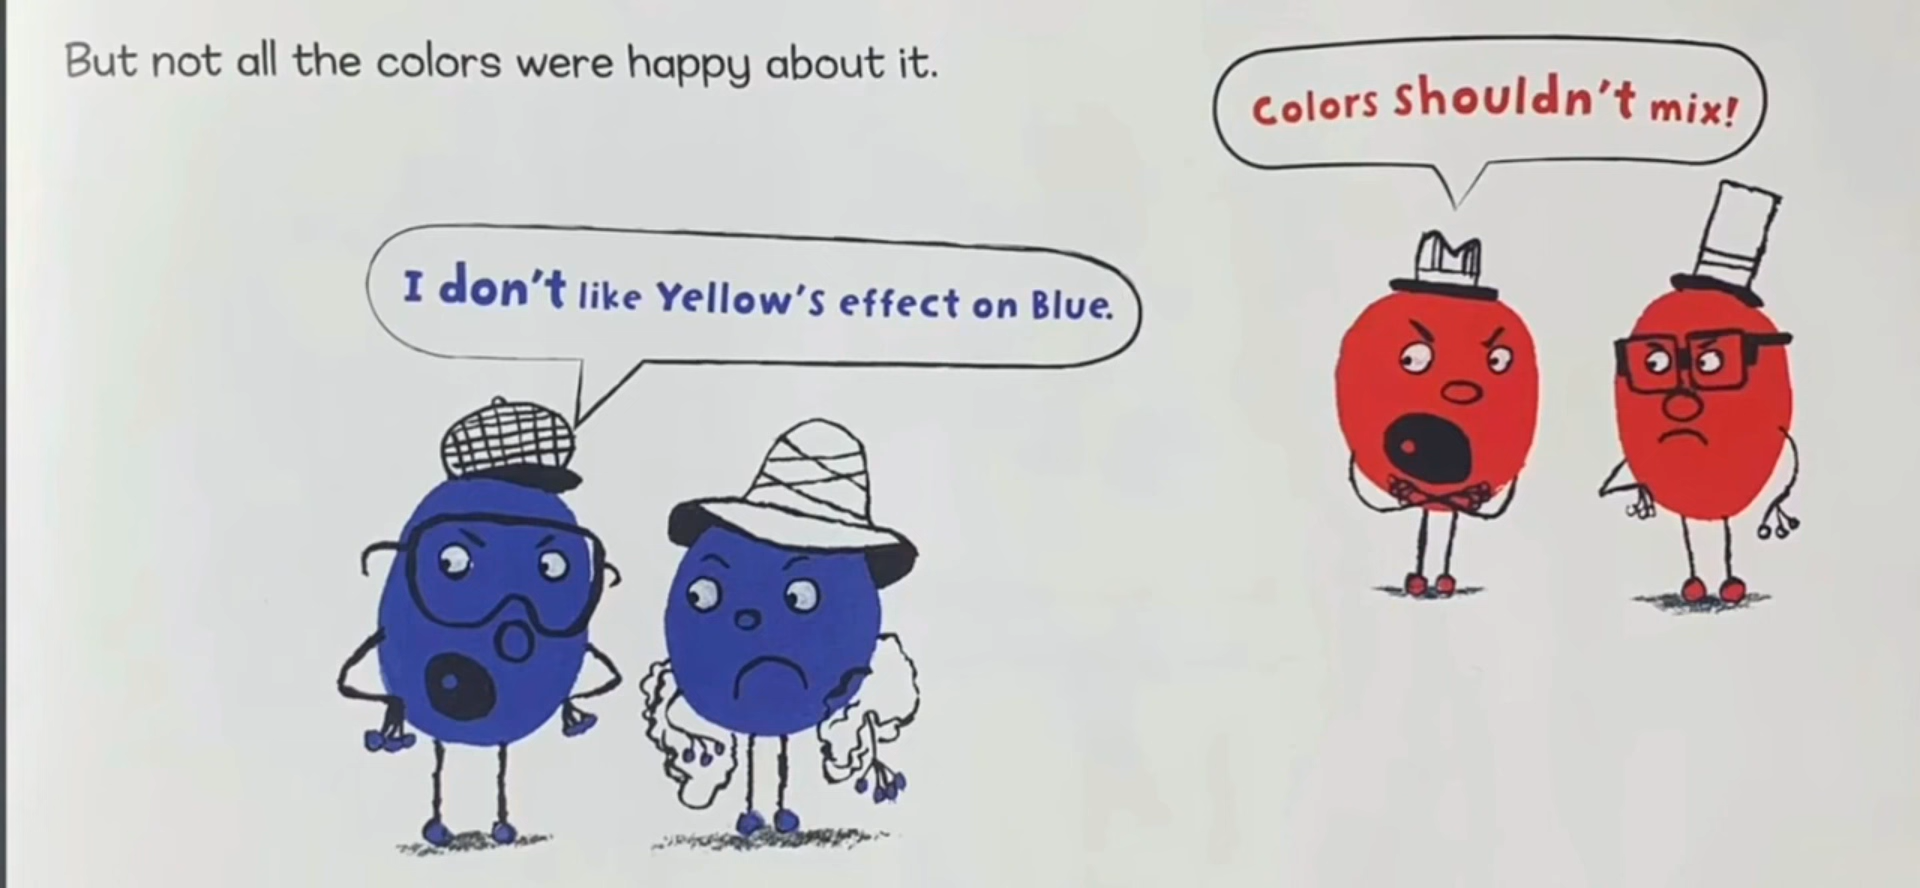 But not all the colors were happy about it.
Colors shouldn't mix!
I don't like Yellow's effect on Blue.